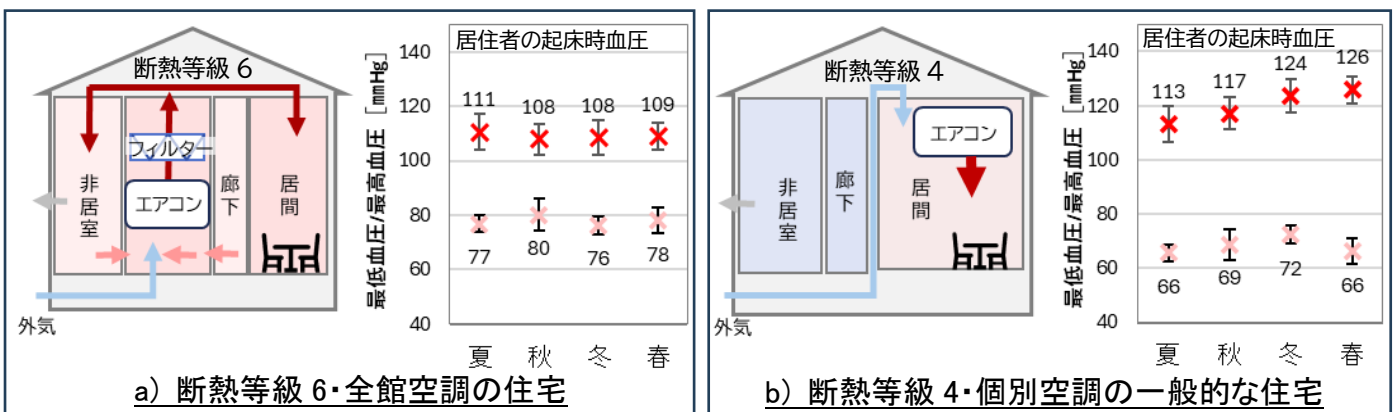 断熱等級 6
フィルター
エアコン
非居室
廊下
居間
外気
居住者の起床時血圧
最低血圧/最高血圧 [mmHg]
140
120
100
80
60
40
111
108
108
109
77
80
76
78
夏
秋
冬
春
a) 断熱等級 6・全館空調の住宅
断熱等級 4
エアコン
非居室
廊下
居間
外気
居住者の起床時血圧
最低血圧/最高血圧 [mmHg]
140
120
100
80
60
40
113
117
124
126
66
69
72
66
夏
秋
冬
春
b) 断熱等級 4・個別空調の一般的な住宅